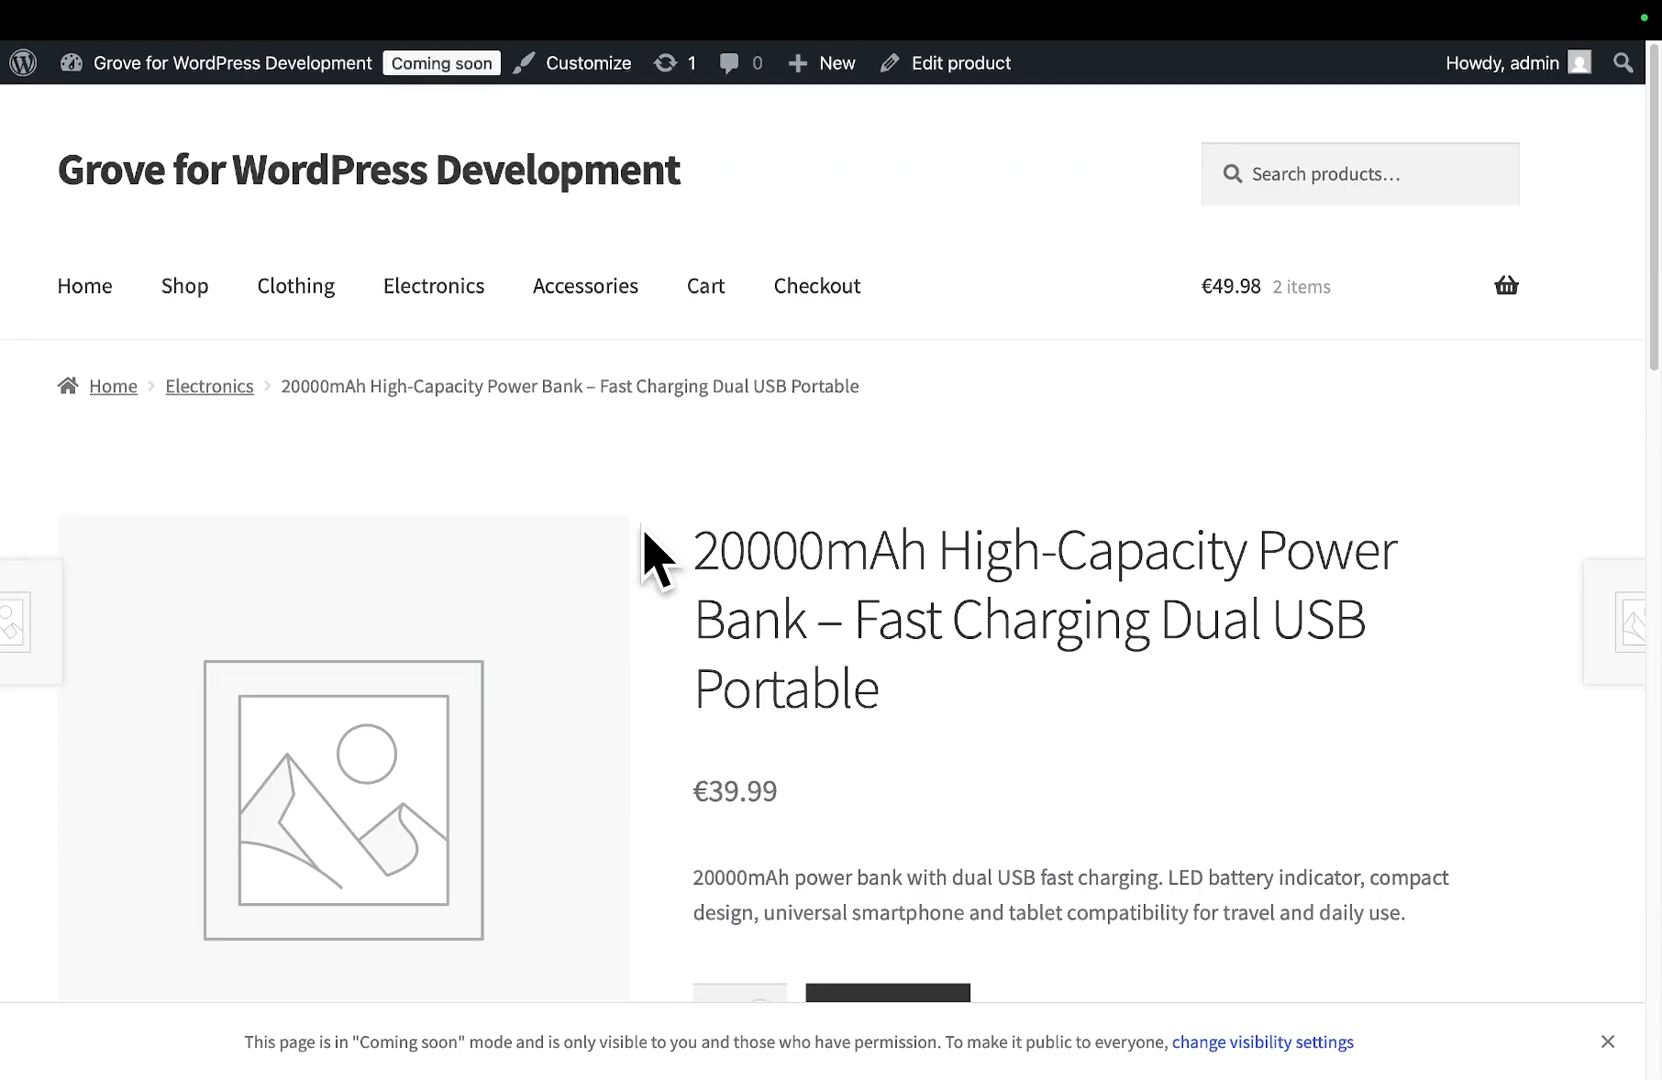 Grove for WordPress Development Coming soon Customize 1 0 New Edit product Howdy, admin
Grove for WordPress Development
Search products…
Home Shop Clothing Electronics Accessories Cart Checkout €49.98 2 items
Home Electronics 20000mAh High-Capacity Power Bank – Fast Charging Dual USB Portable
20000mAh High-Capacity Power
Bank – Fast Charging Dual USB
Portable
€39.99
20000mAh power bank with dual USB fast charging. LED battery indicator, compact
design, universal smartphone and tablet compatibility for travel and daily use.
This page is in "Coming soon" mode and is only visible to you and those who have permission. To make it public to everyone, change visibility settings